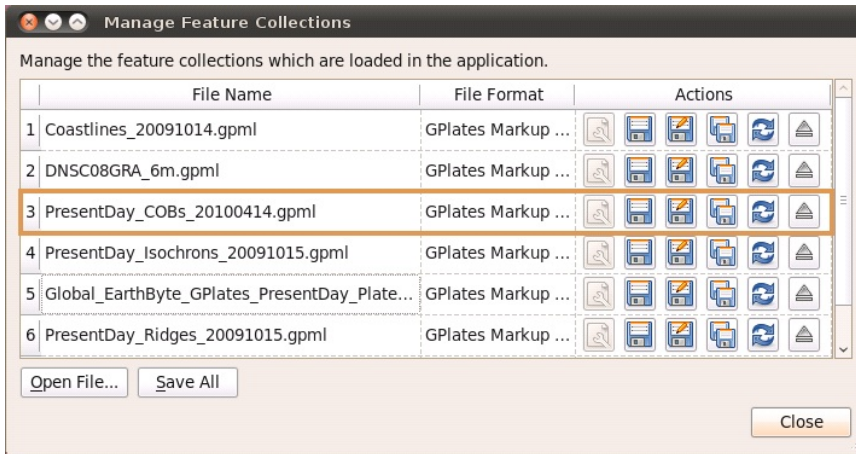 Manage Feature Collections
Manage the feature collections which are loaded in the application.
File Name File Format Actions
1 Coastlines_20091014.gpml GPlates Markup ...
2 DNSC08GRA_6m.gpml GPlates Markup ...
3 PresentDay_COBs_20100414.gpml GPlates Markup ...
4 PresentDay_Isochrons_20091015.gpml GPlates Markup ...
5 Global_EarthByte_GPlates_PresentDay_Plate... GPlates Markup ...
6 PresentDay_Ridges_20091015.gpml GPlates Markup ...
Open File... Save All
Close